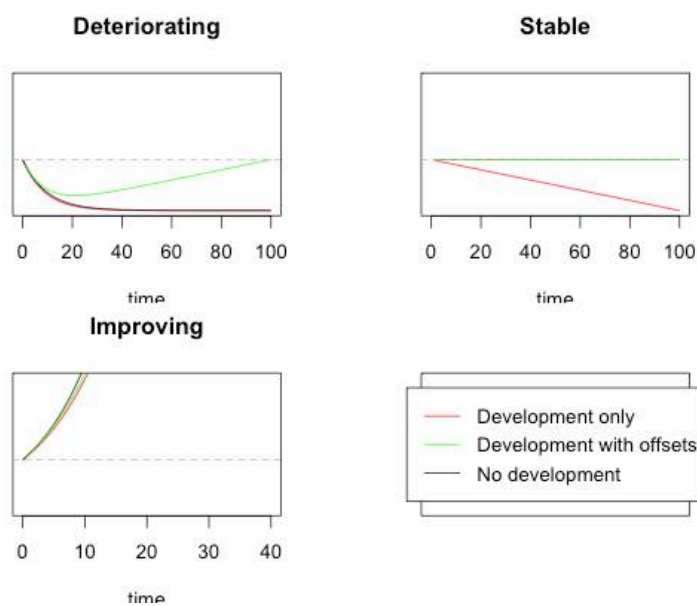 Deteriorating
Stable
0 20 40 60 80 100
0 20 40 60 80 100
time
time
Improving
Development only
Development with offsets
No development
0 10 20 30 40
time